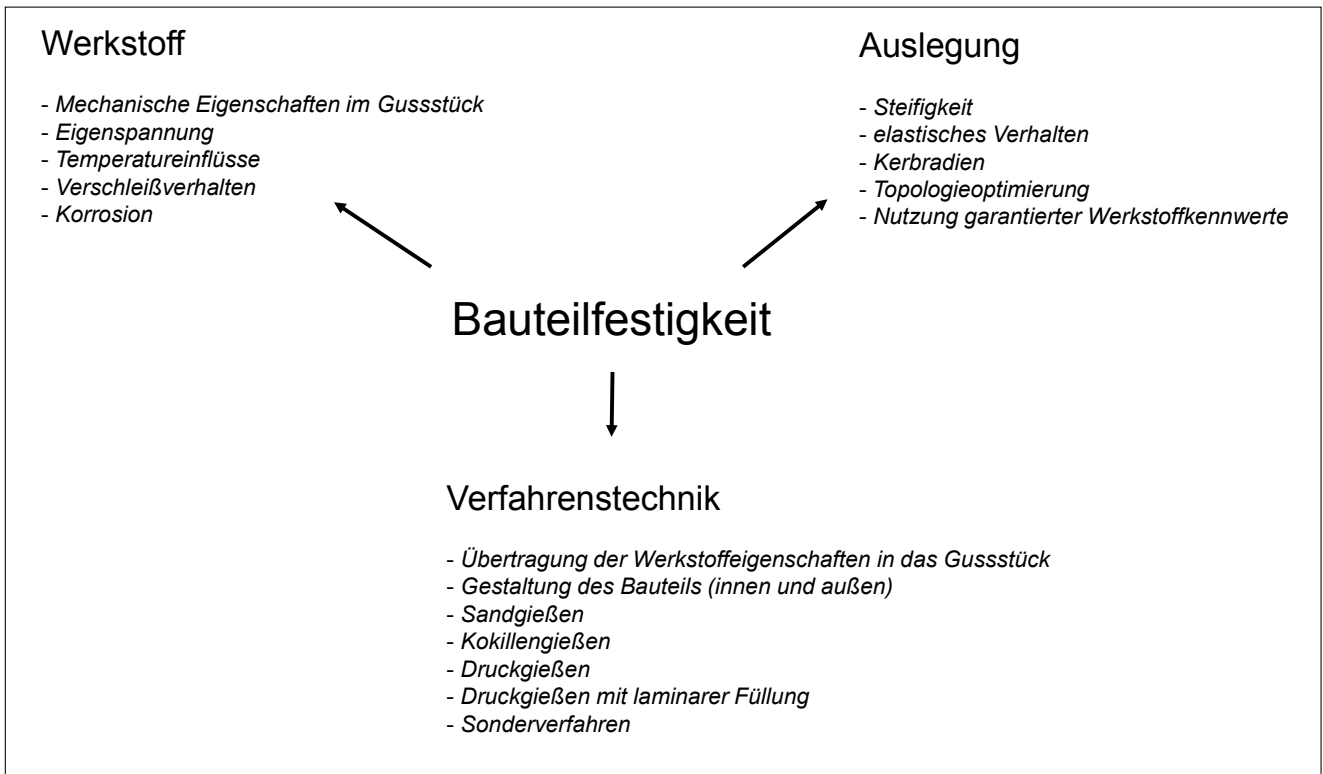 Werkstoff
- Mechanische Eigenschaften im Gussstück
- Eigenspannung
- Temperatureinflüsse
- Verschleißverhalten
- Korrosion
Auslegung
- Steifigkeit
- elastisches Verhalten
- Kerbradien
- Topologieoptimierung
- Nutzung garantierter Werkstoffkennwerte
Bauteilfestigkeit
Verfahrenstechnik
- Übertragung der Werkstoffeigenschaften in das Gussstück
- Gestaltung des Bauteils (innen und außen)
- Sandgießen
- Kokillengießen
- Druckgießen
- Druckgießen mit laminarer Füllung
- Sonderverfahren